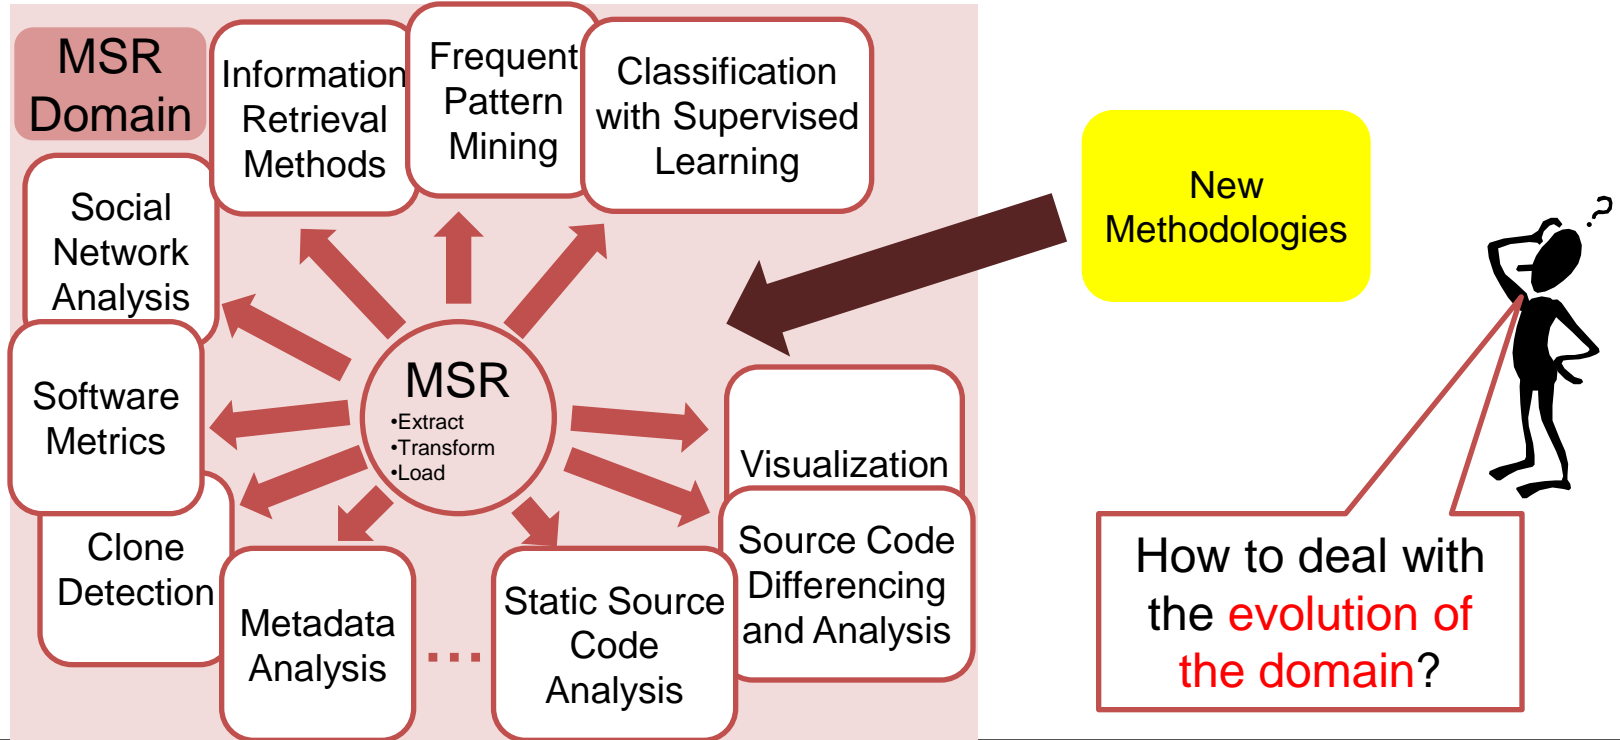 MSR
Domain
Information
Retrieval
Methods
Frequent
Pattern
Mining
Classification
with Supervised
Learning
Social
Network
Analysis
Software
Metrics
Clone
Detection
Metadata
Analysis
...
Static Source
Code
Analysis
Source Code
Differencing
and Analysis
Visualization
MSR
•Extract
•Transform
•Load
New
Methodologies
?
How to deal with
the evolution of
the domain?